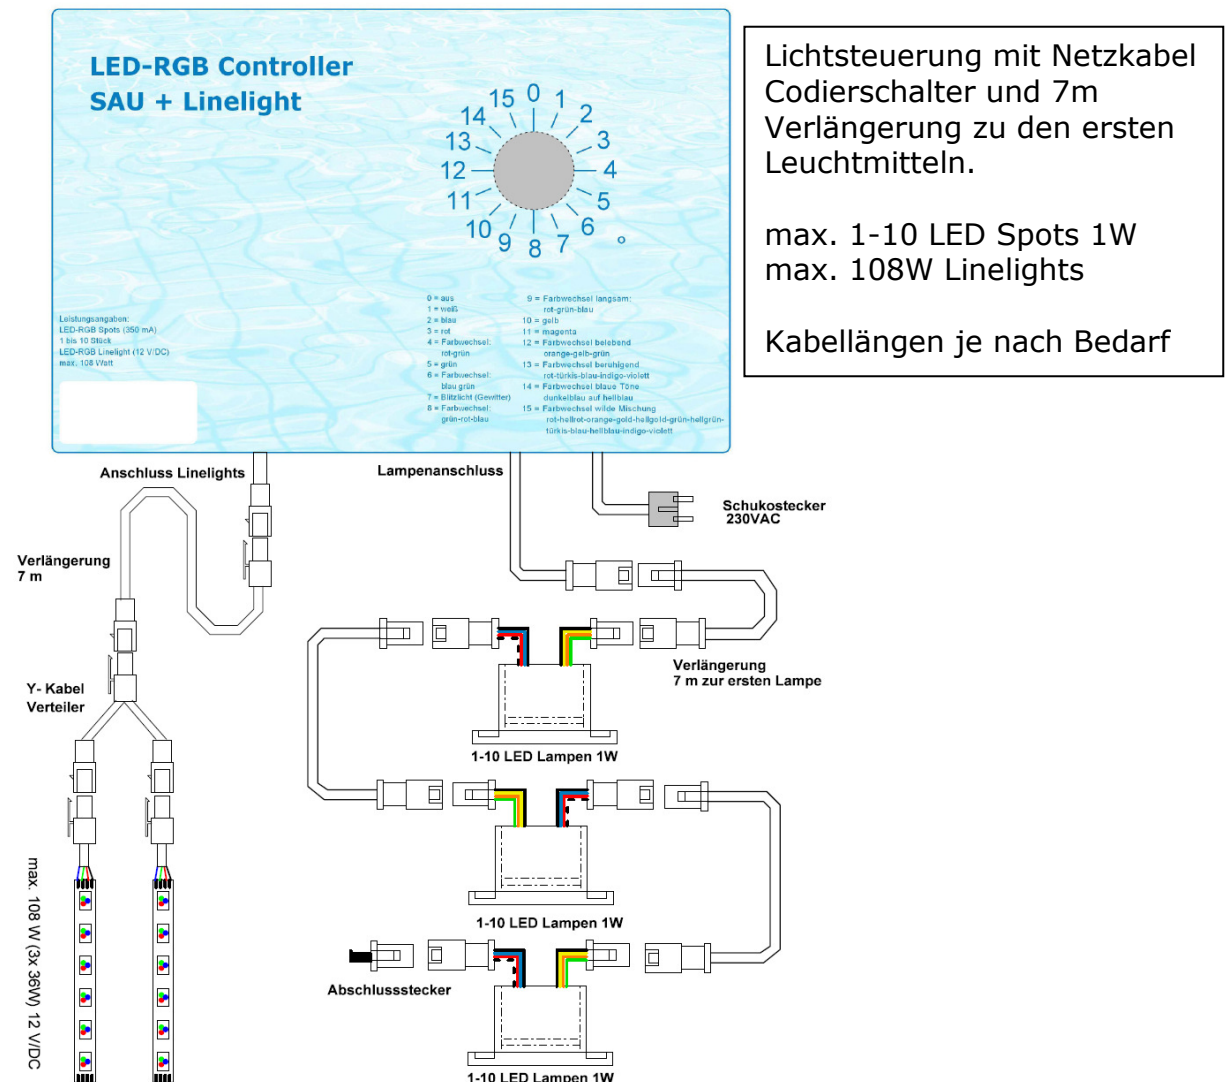 LED-RGB Controller
SAU + Linelight
0
1
2
3
4
5
6
7
8
9
10
11
12
13
14
15
Leistungsangaben:
LED-RGB Spots (350 mA)
1 bis 10 Stück
LED-RGB Linelight (12 V/DC)
max. 108 Watt
0 = aus
1 = weiß
2 = blau
3 = rot
4 = Farbwechsel:
rot-grün
5 = grün
6 = Farbwechsel:
blau grün
7 = Blitzlicht (Gewitter)
8 = Farbwechsel:
grün-rot-blau
9 = Farbwechsel langsam:
rot-grün-blau
10 = gelb
11 = magenta
12 = Farbwechsel belebend
orange-gelb-grün
13 = Farbwechsel beruhigend
rot-türkis-blau-indigo-violett
14 = Farbwechsel blaue Töne
dunkelblau auf hellblau
15 = Farbwechsel wilde Mischung
rot-hellrot-orange-gold-hellgold-grün-hellgrün-
türkis-blau-hellblau-indigo-violett
Lichtsteuerung mit Netzkabel
Codierschalter und 7m
Verlängerung zu den ersten
Leuchtmitteln.
max. 1-10 LED Spots 1W
max. 108W Linelights
Kabellängen je nach Bedarf
Anschluss Linelights
Lampenanschluss
Schukostecker
230VAC
Verlängerung
7 m
Verlängerung
7 m zur ersten Lampe
Y- Kabel
Verteiler
1-10 LED Lampen 1W
max. 108 W (3x 36W) 12 V/DC
1-10 LED Lampen 1W
Abschlussstecker
1-10 LED Lampen 1W